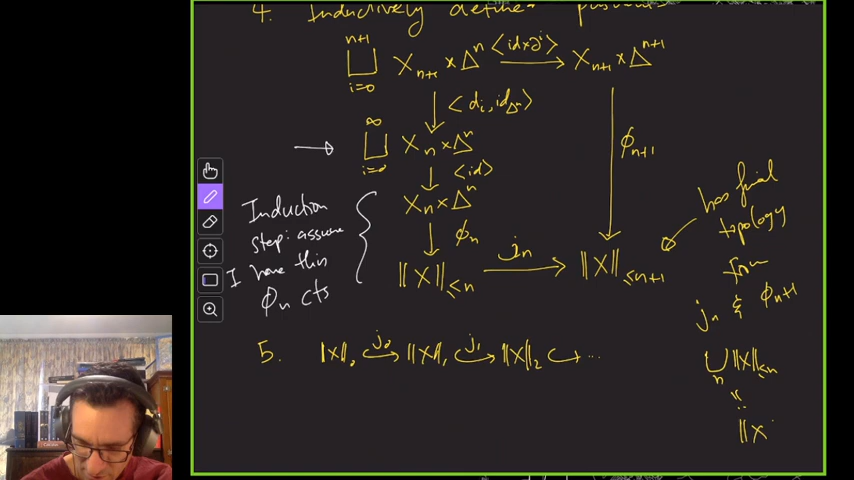 4. Inductively define pushouts
n+1
⊔ X_{n+1} × Δ^n ⟨id×∂^i⟩ → X_{n+1} × Δ^{n+1}
i=0
↓ ⟨d_i, id_{Δ^n}⟩
∞
→ ⊔ X_n × Δ^n
i=0
↓ ⟨id⟩
X_n × Δ^n
↓ ϕ_n
‖X‖_{≤n} j_n → ‖X‖_{≤n+1}
↓ ϕ_{n+1}
Induction
step: assume
I have this
ϕ_n cts
has final
topology
from
j_n & ϕ_{n+1}
5. ‖X‖_0 ↪ j_0 ‖X‖_1 ↪ j_1 ‖X‖_2 ↪ ...
⋃_n ‖X‖_{≤n}
‖X